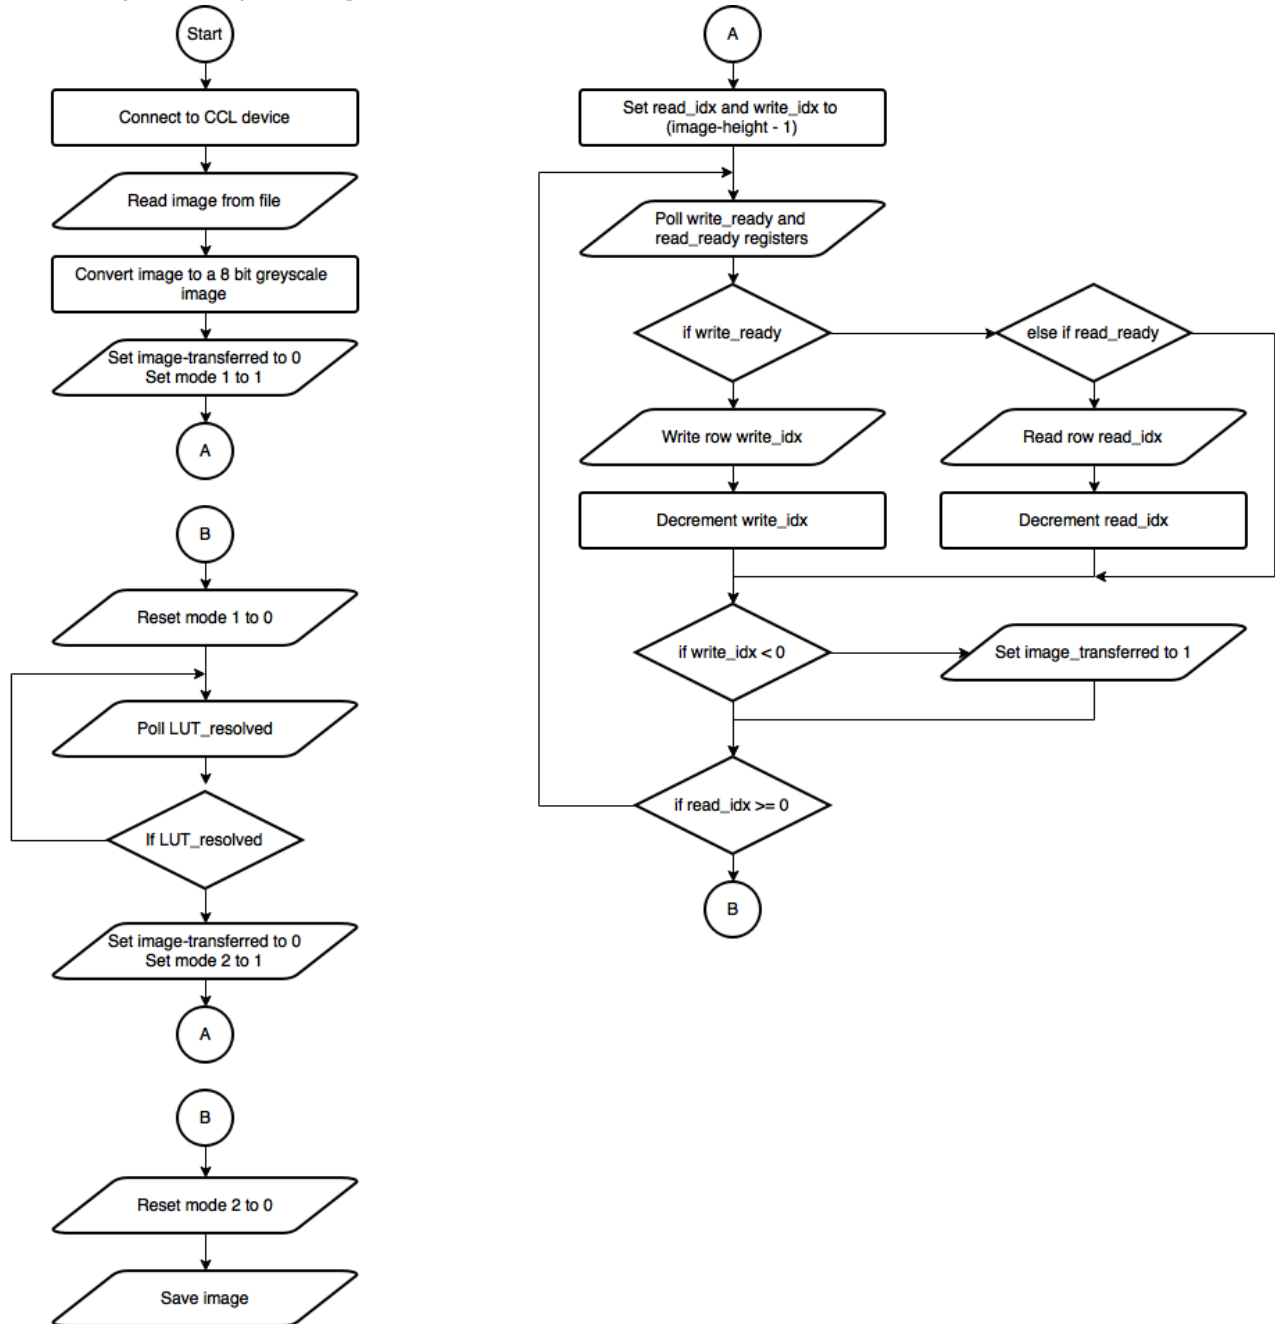 Start
Connect to CCL device
Read image from file
Convert image to a 8 bit greyscale
image
Set image-transferred to 0
Set mode 1 to 1
A
B
Reset mode 1 to 0
Poll LUT_resolved
If LUT_resolved
Set image-transferred to 0
Set mode 2 to 1
A
B
Reset mode 2 to 0
Save image
A
Set read_idx and write_idx to
(image-height - 1)
Poll write_ready and
read_ready registers
if write_ready
else if read_ready
Write row write_idx
Read row read_idx
Decrement write_idx
Decrement read_idx
if write_idx < 0
Set image_transferred to 1
if read_idx >= 0
B